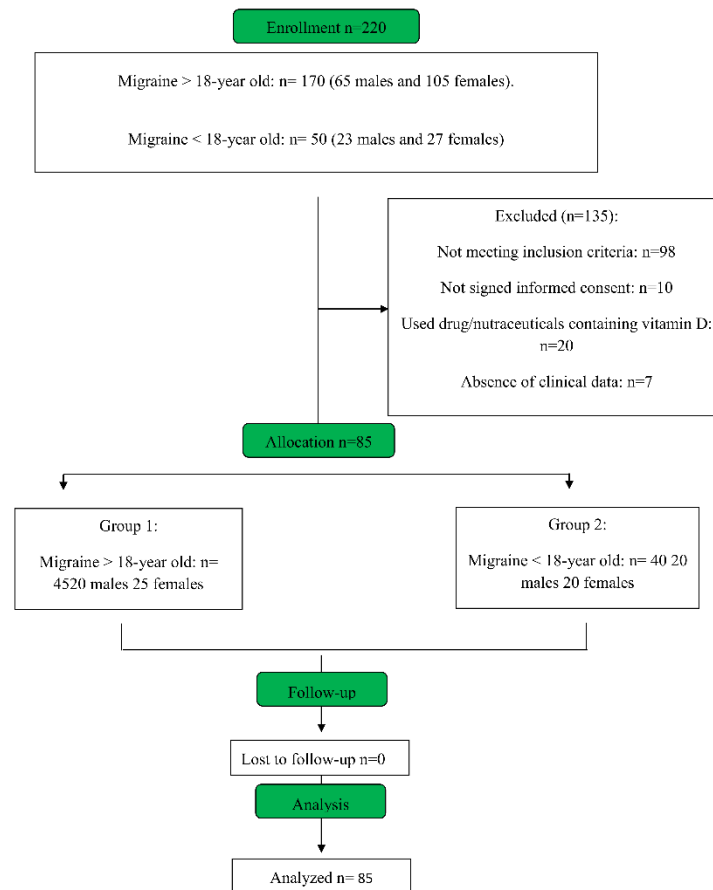 Enrollment n=220
Migraine > 18-year old: n= 170 (65 males and 105 females).
Migraine < 18-year old: n= 50 (23 males and 27 females)
Excluded (n=135):
Not meeting inclusion criteria: n=98
Not signed informed consent: n=10
Used drug/nutraceuticals containing vitamin D:
n=20
Absence of clinical data: n=7
Allocation n=85
Group 1:
Migraine > 18-year old: n=
4520 males 25 females
Group 2:
Migraine < 18-year old: n= 40 20
males 20 females
Follow-up
Lost to follow-up n=0
Analysis
Analyzed n= 85